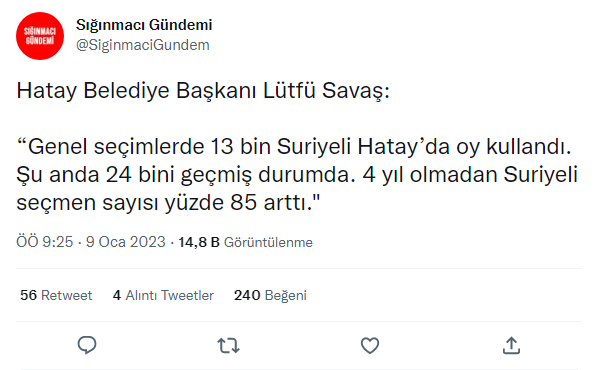 SIĞINMACI
GÜNDEMİ
Sığınmacı Gündemi
@SiginmaciGundem
Hatay Belediye Başkanı Lütfü Savaş:
“Genel seçimlerde 13 bin Suriyeli Hatay’da oy kullandı.
Şu anda 24 bini geçmiş durumda. 4 yıl olmadan Suriyeli
seçmen sayısı yüzde 85 arttı."
ÖÖ 9:25 · 9 Oca 2023 · 14,8 B Görüntülenme
56 Retweet 4 Alıntı Tweetler 240 Beğeni